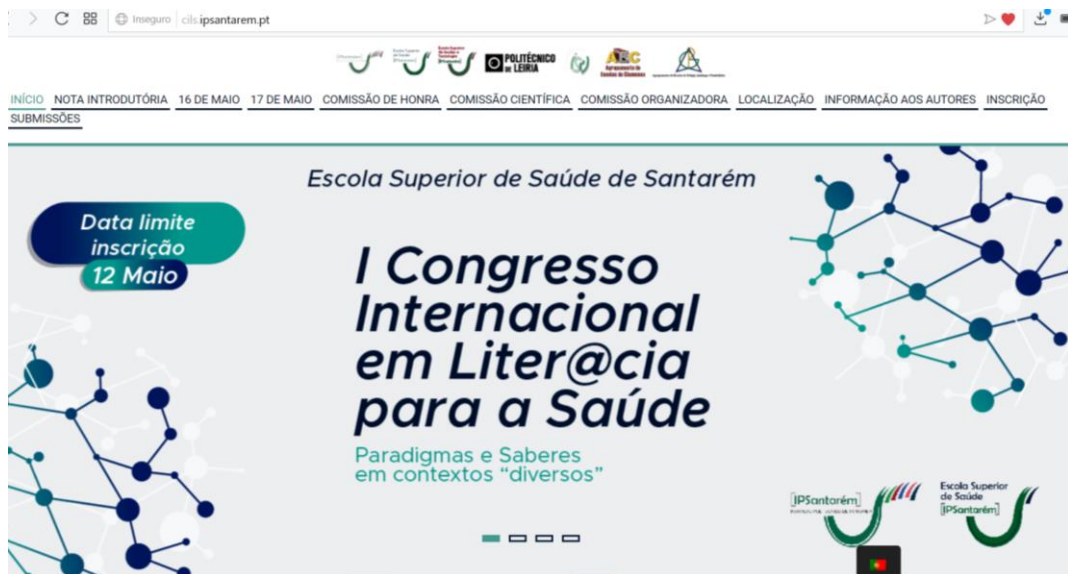 Inseguro cils.ipsantarem.pt
POLITÉCNICO
DE LEIRIA
INÍCIO NOTA INTRODUTÓRIA 16 DE MAIO 17 DE MAIO COMISSÃO DE HONRA COMISSÃO CIENTÍFICA COMISSÃO ORGANIZADORA LOCALIZAÇÃO INFORMAÇÃO AOS AUTORES INSCRIÇÃO
SUBMISSÕES
Escola Superior de Saúde de Santarém
Data limite
inscrição
12 Maio
I Congresso
Internacional
em Liter@cia
para a Saúde
Paradigmas e Saberes
em contextos “diversos”
[IPSantarém]
Escola Superior
de Saúde
[IPSantarém]